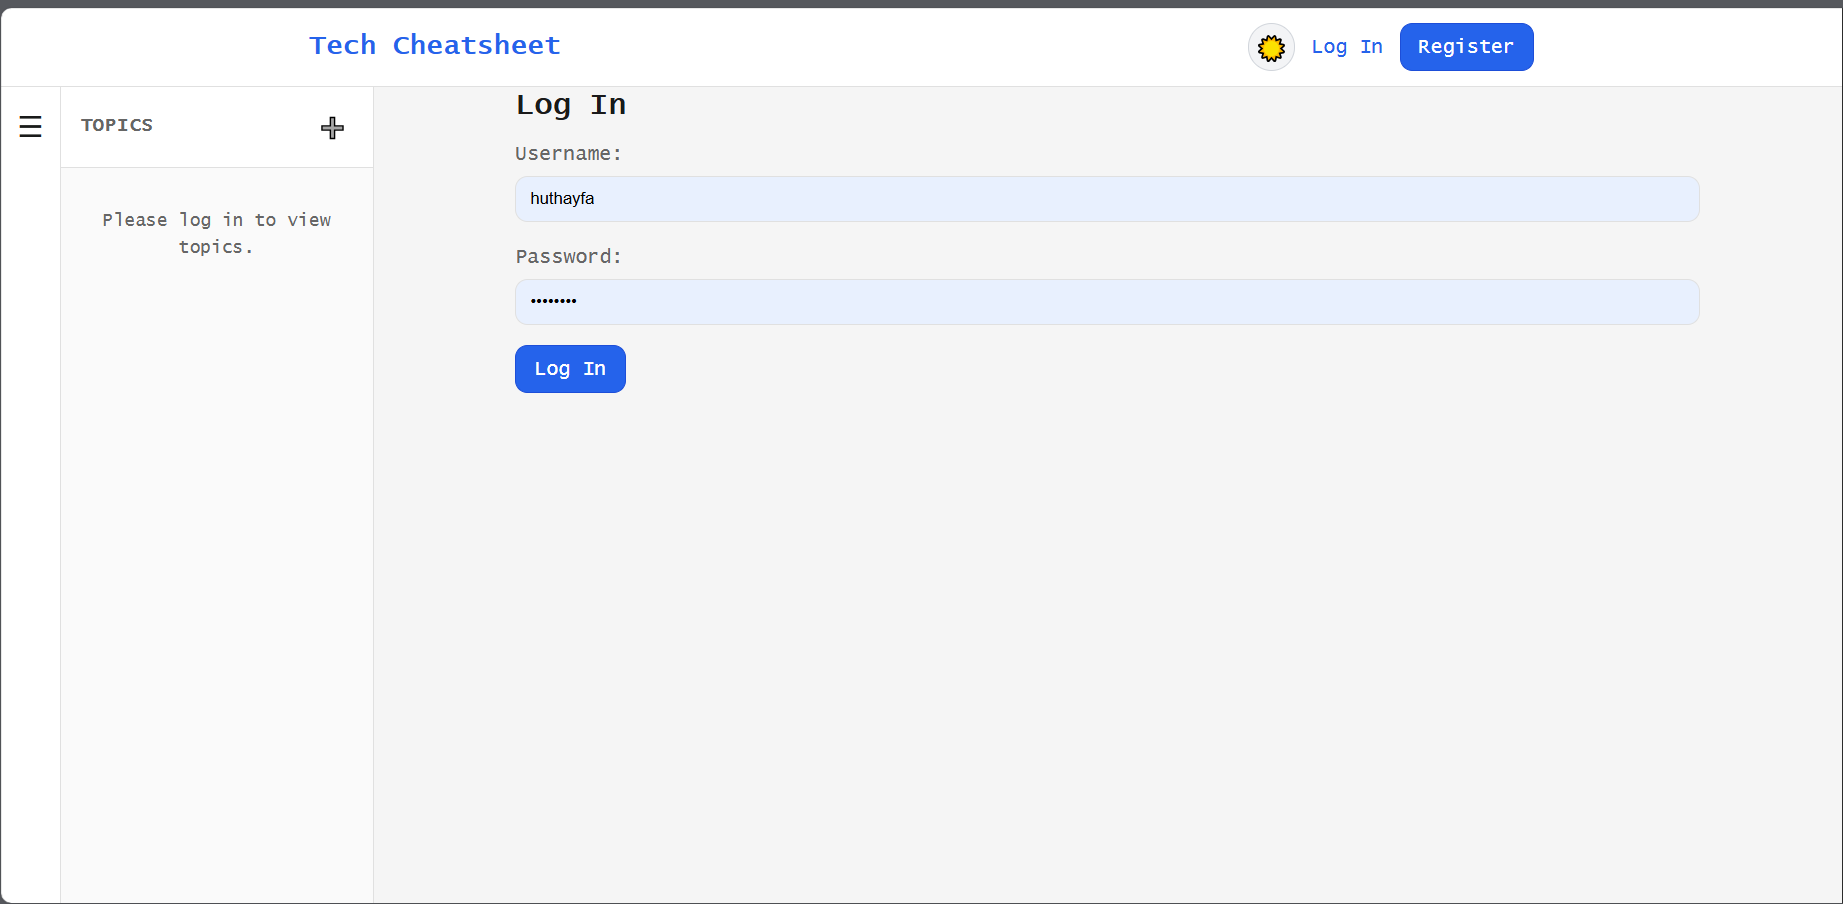 Tech Cheatsheet
Log In
Register
TOPICS
Please log in to view
topics.
Log In
Username:
huthayfa
Password:
••••••••
Log In